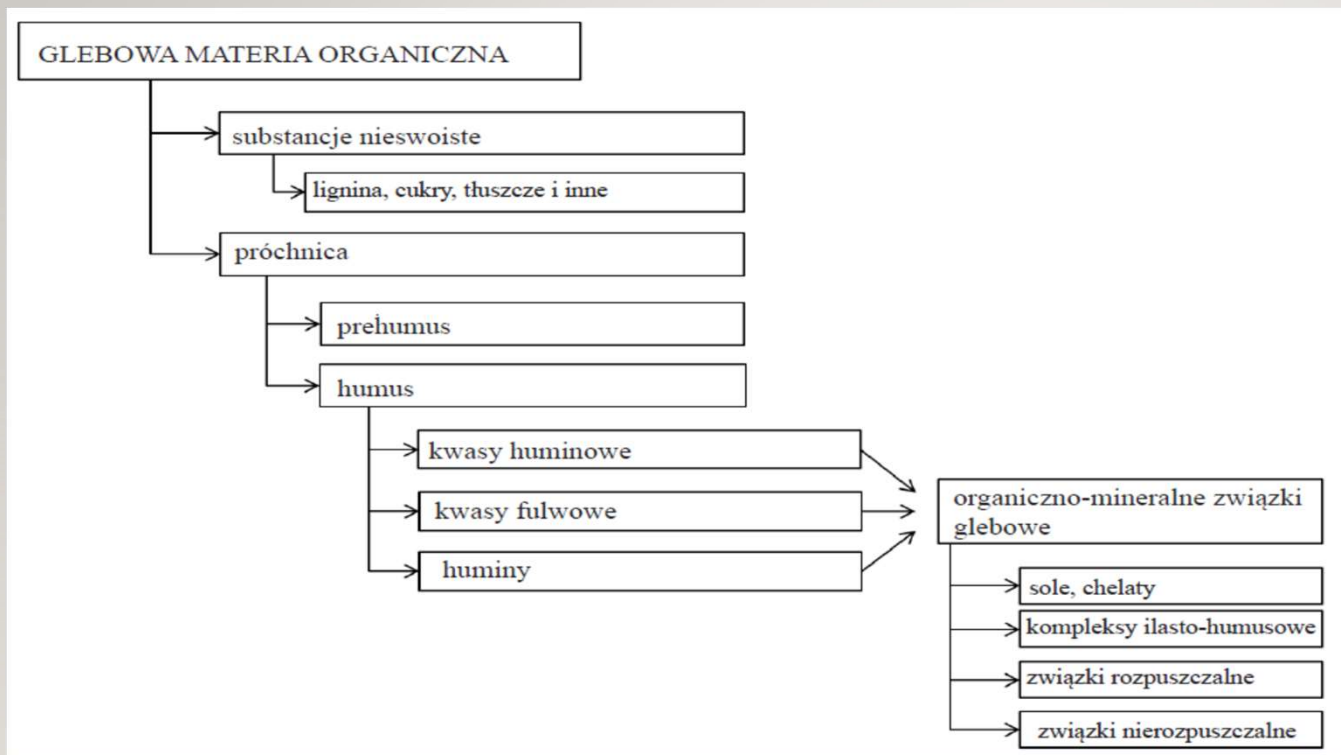 GLEBOWA MATERIA ORGANICZNA
substancje nieswoiste
lignina, cukry, tłuszcze i inne
próchnica
prehumus
humus
kwasy huminowe
kwasy fulwowe
huminy
organiczno-mineralne związki
glebowe
sole, chelaty
kompleksy ilasto-humusowe
związki rozpuszczalne
związki nierozpuszczalne